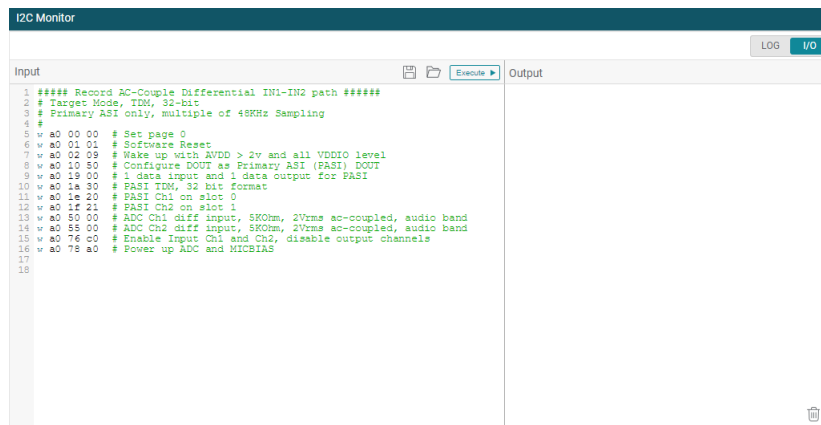 I2C Monitor
LOG I/O
Input Execute Output
1 ##### Record AC-Couple Differential IN1-IN2 path ######
2 # Target Mode, TDM, 32-bit
3 # Primary ASI only, multiple of 48KHz Sampling
4 #
5 w a0 00 00 # Set page 0
6 w a0 01 01 # Software Reset
7 w a0 02 09 # Wake up with AVDD > 2v and all VDDIO level
8 w a0 10 50 # Configure DOUT as Primary ASI (PASI) DOUT
9 w a0 19 00 # 1 data input and 1 data output for PASI
10 w a0 1a 30 # PASI TDM, 32 bit format
11 w a0 1e 20 # PASI Ch1 on slot 0
12 w a0 1f 21 # PASI Ch2 on slot 1
13 w a0 50 00 # ADC Ch1 diff input, 5KOhm, 2Vrms ac-coupled, audio band
14 w a0 55 00 # ADC Ch2 diff input, 5KOhm, 2Vrms ac-coupled, audio band
15 w a0 76 c0 # Enable Input Ch1 and Ch2, disable output channels
16 w a0 78 a0 # Power up ADC and MICBIAS
17
18